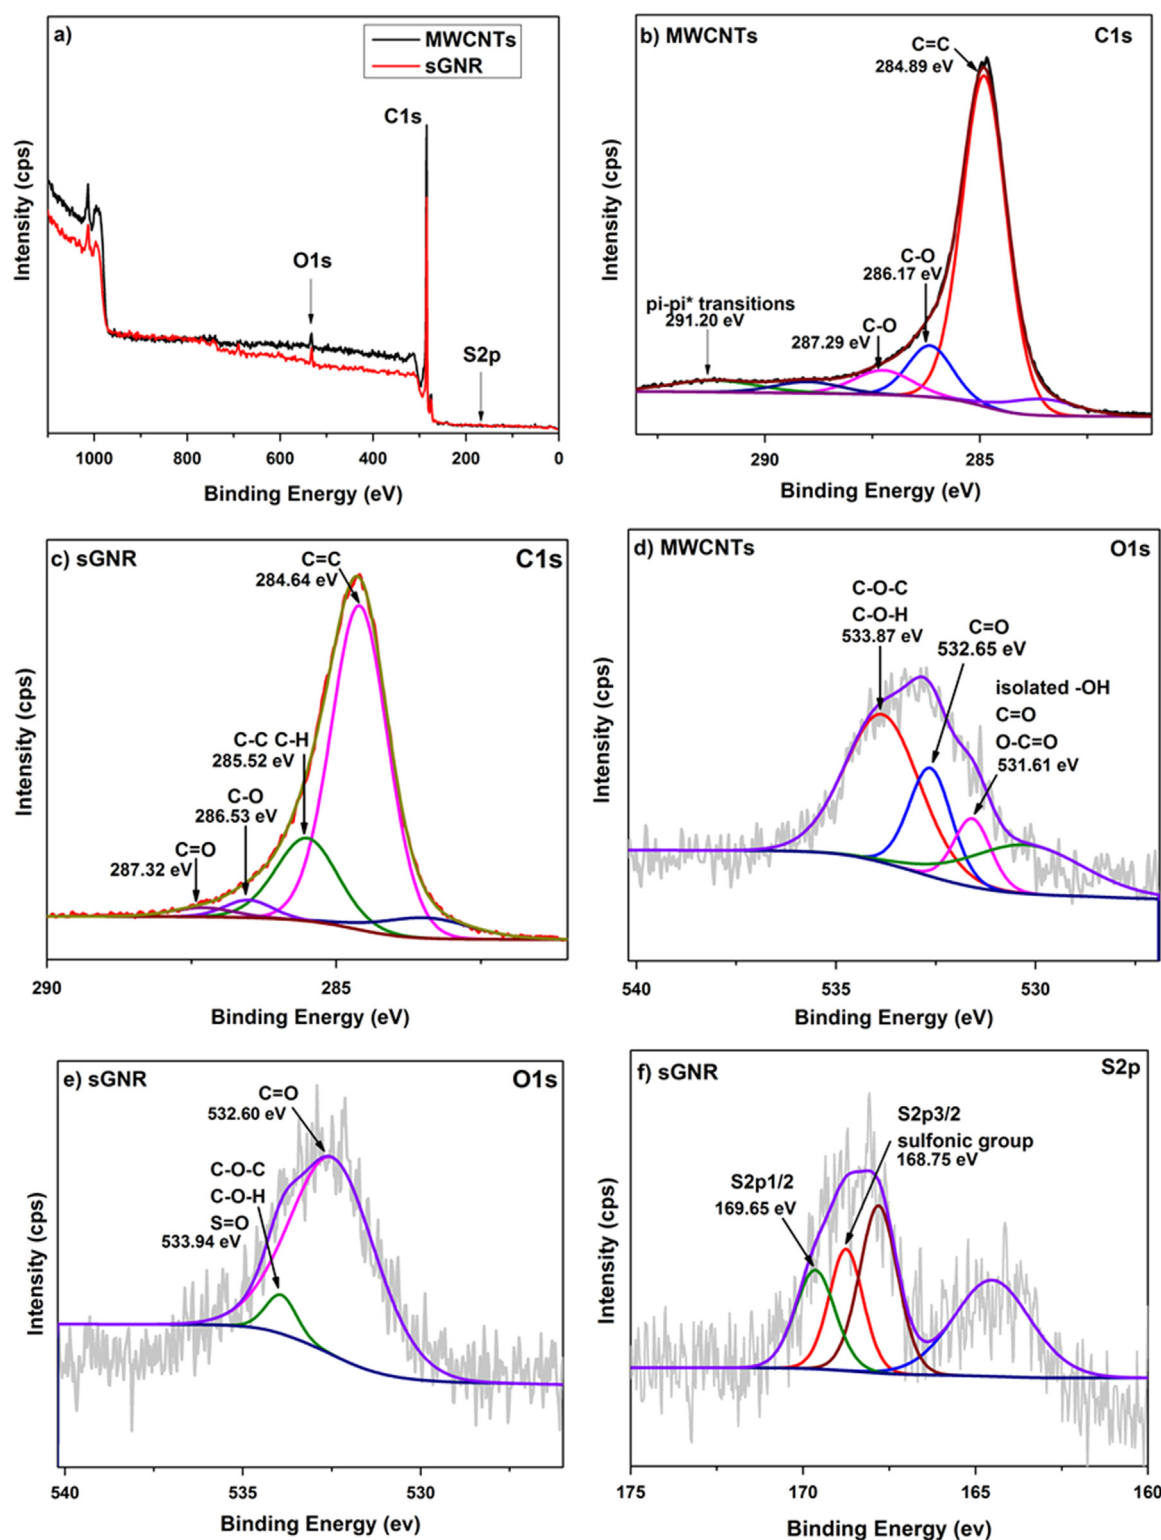 a)
MWCNTs
sGNR
C1s
O1s
S2p
Intensity (cps)
1000 800 600 400 200 0
Binding Energy (eV)
b) MWCNTs
C1s
C=C
284.89 eV
C-O
286.17 eV
pi-pi* transitions
291.20 eV
C-O
287.29 eV
Intensity (cps)
290 285
Binding Energy (eV)
c) sGNR
C1s
C=C
284.64 eV
C-C C-H
285.52 eV
C-O
286.53 eV
C=O
287.32 eV
Intensity (cps)
290 285
Binding Energy (eV)
d) MWCNTs
O1s
C-O-C
C-O-H
533.87 eV
C=O
532.65 eV
isolated -OH
C=O
O-C=O
531.61 eV
Intensity (cps)
540 535 530
Binding Energy (eV)
e) sGNR
O1s
C=O
532.60 eV
C-O-C
C-O-H
S=O
533.94 eV
Intensity (cps)
540 535 530
Binding Energy (ev)
f) sGNR
S2p
S2p3/2
sulfonic group
168.75 eV
S2p1/2
169.65 eV
Intensity (cps)
175 170 165 160
Binding Energy (ev)